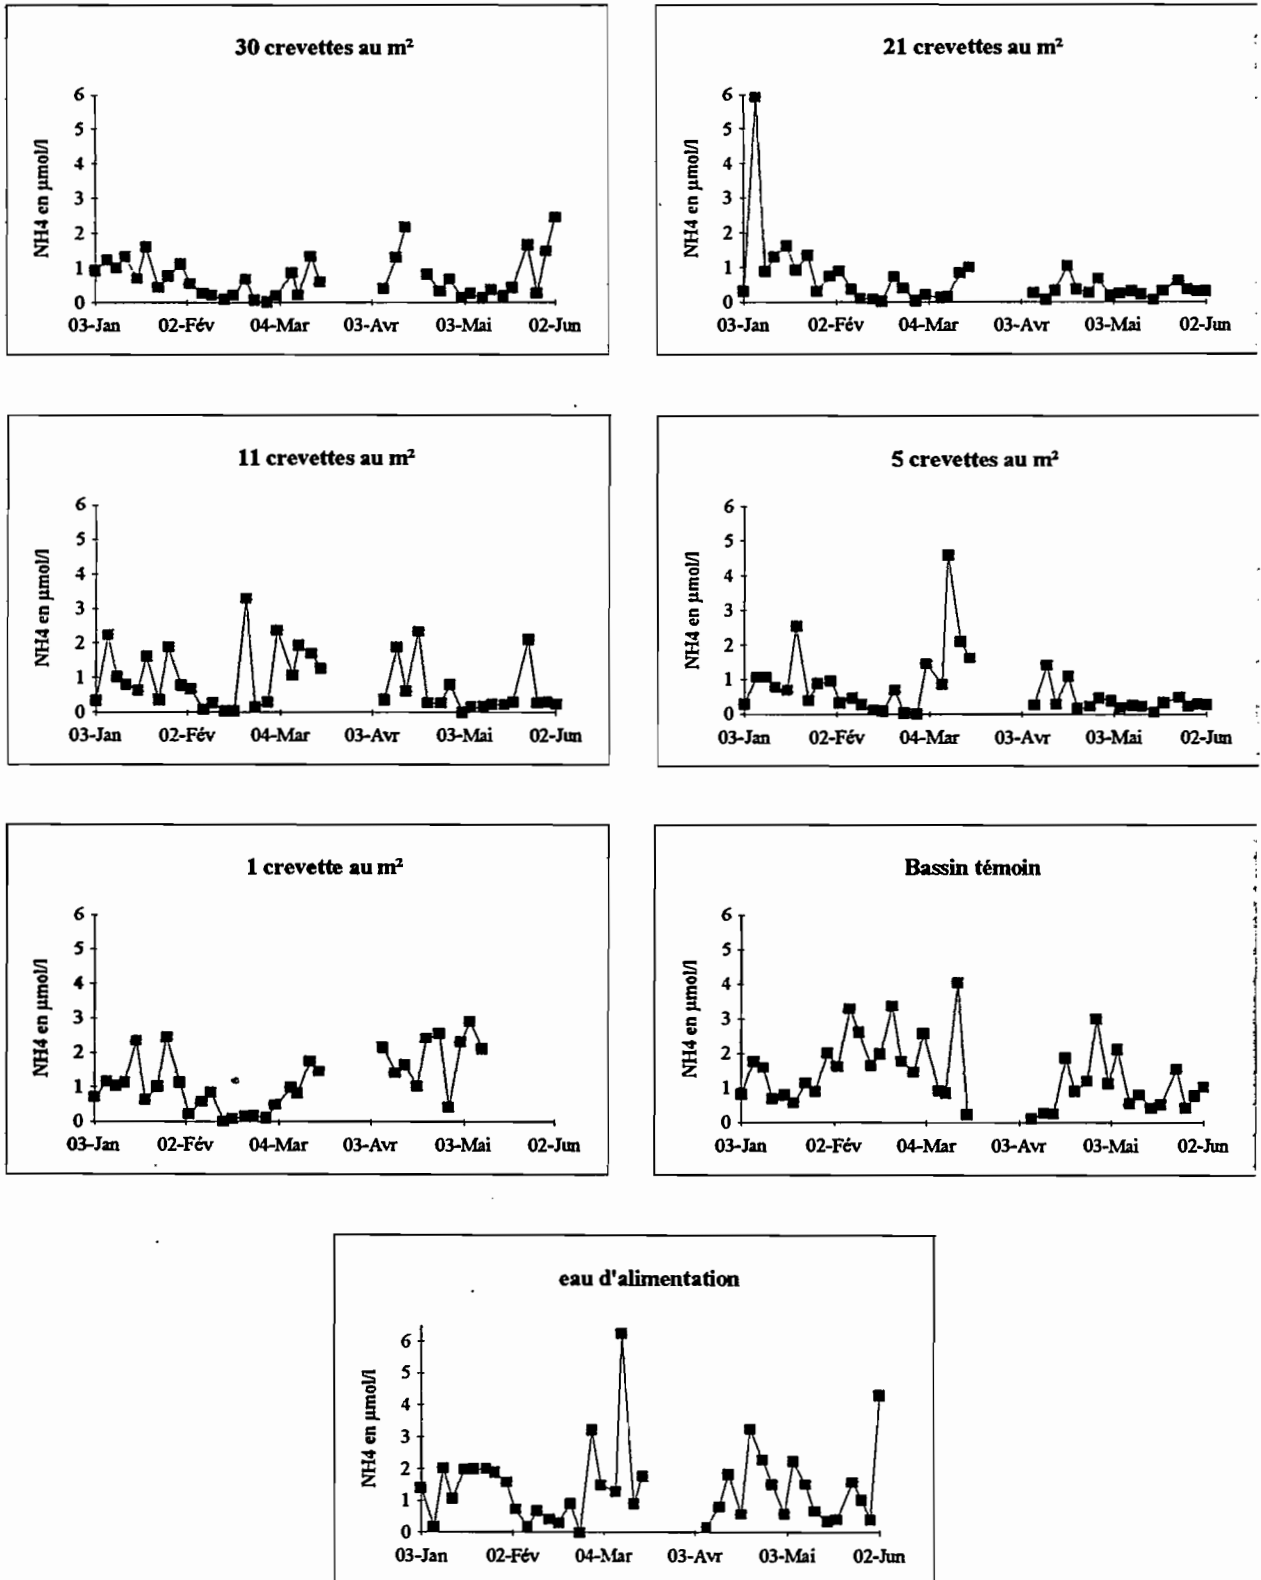 30 crevettes au m²
NH4 en µmol/l
6
5
4
3
2
1
0
03-Jan 02-Fév 04-Mar 03-Avr 03-Mai 02-Jun
21 crevettes au m²
NH4 en µmol/l
6
5
4
3
2
1
0
03-Jan 02-Fév 04-Mar 03-Avr 03-Mai 02-Jun
11 crevettes au m²
NH4 en µmol/l
6
5
4
3
2
1
0
03-Jan 02-Fév 04-Mar 03-Avr 03-Mai 02-Jun
5 crevettes au m²
NH4 en µmol/l
6
5
4
3
2
1
0
03-Jan 02-Fév 04-Mar 03-Avr 03-Mai 02-Jun
1 crevette au m²
NH4 en µmol/l
6
5
4
3
2
1
0
03-Jan 02-Fév 04-Mar 03-Avr 03-Mai 02-Jun
Bassin témoin
NH4 en µmol/l
6
5
4
3
2
1
0
03-Jan 02-Fév 04-Mar 03-Avr 03-Mai 02-Jun
eau d'alimentation
NH4 en µmol/l
6
5
4
3
2
1
0
03-Jan 02-Fév 04-Mar 03-Avr 03-Mai 02-Jun